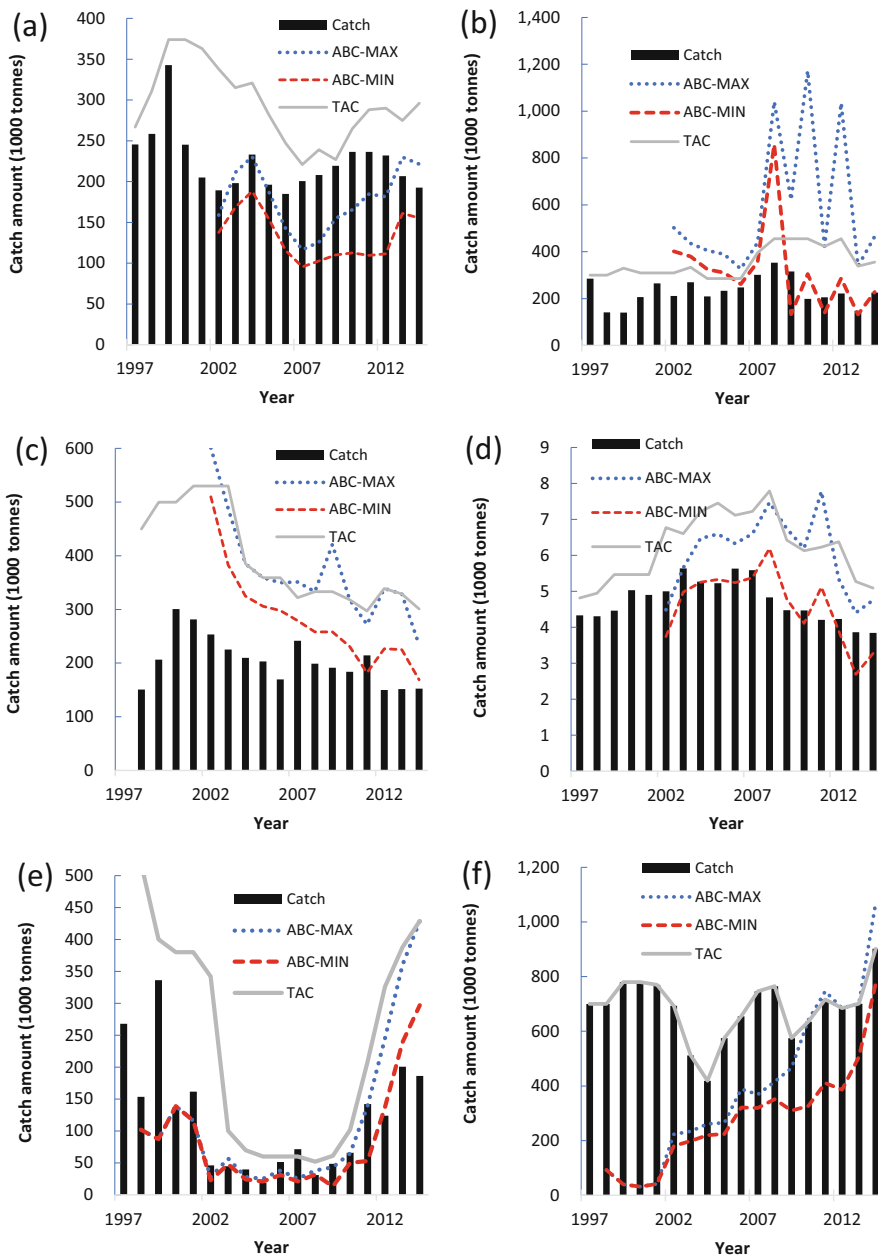 (a)
Catch amount (1000 tonnes)
400
350
300
250
200
150
100
50
0
Catch
ABC-MAX
ABC-MIN
TAC
1997 2002 2007 2012
Year
(b)
Catch amount (1000 tonnes)
1,400
1,200
1,000
800
600
400
200
0
Catch
ABC-MAX
ABC-MIN
TAC
1997 2002 2007 2012
Year
(c)
Catch amount (1000 tonnes)
600
500
400
300
200
100
0
Catch
ABC-MAX
ABC-MIN
TAC
1997 2002 2007 2012
Year
(d)
Catch amount (1000 tonnes)
9
8
7
6
5
4
3
2
1
0
Catch
ABC-MAX
ABC-MIN
TAC
1997 2002 2007 2012
Year
(e)
Catch amount (1000 tonnes)
500
450
400
350
300
250
200
150
100
50
0
Catch
ABC-MAX
ABC-MIN
TAC
1997 2002 2007 2012
Year
(f)
Catch amount (1000 tonnes)
1,200
1,000
800
600
400
200
0
Catch
ABC-MAX
ABC-MIN
TAC
1997 2002 2007 2012
Year